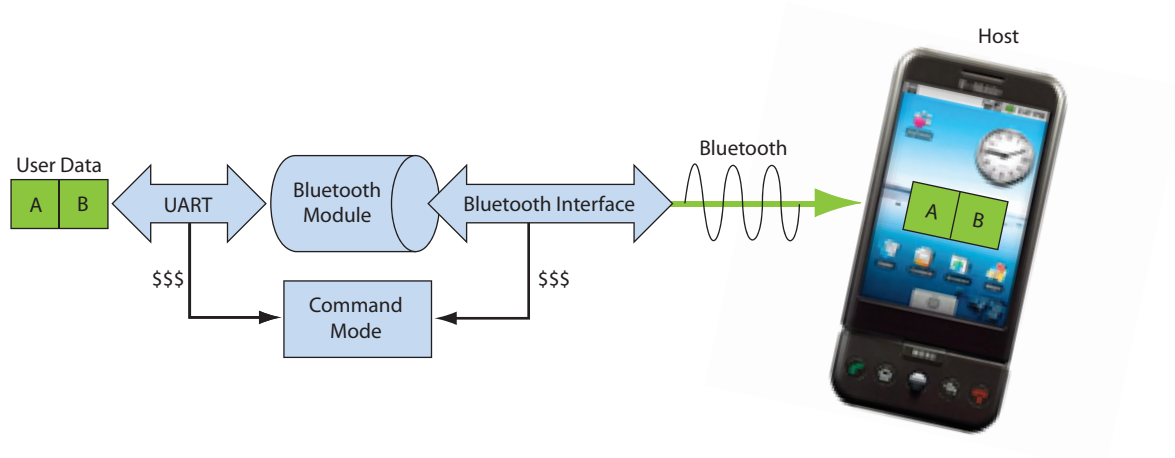 Host
Bluetooth
User Data
A B
UART
Bluetooth
Module
Bluetooth Interface
A B
$$$
$$$
Command
Mode